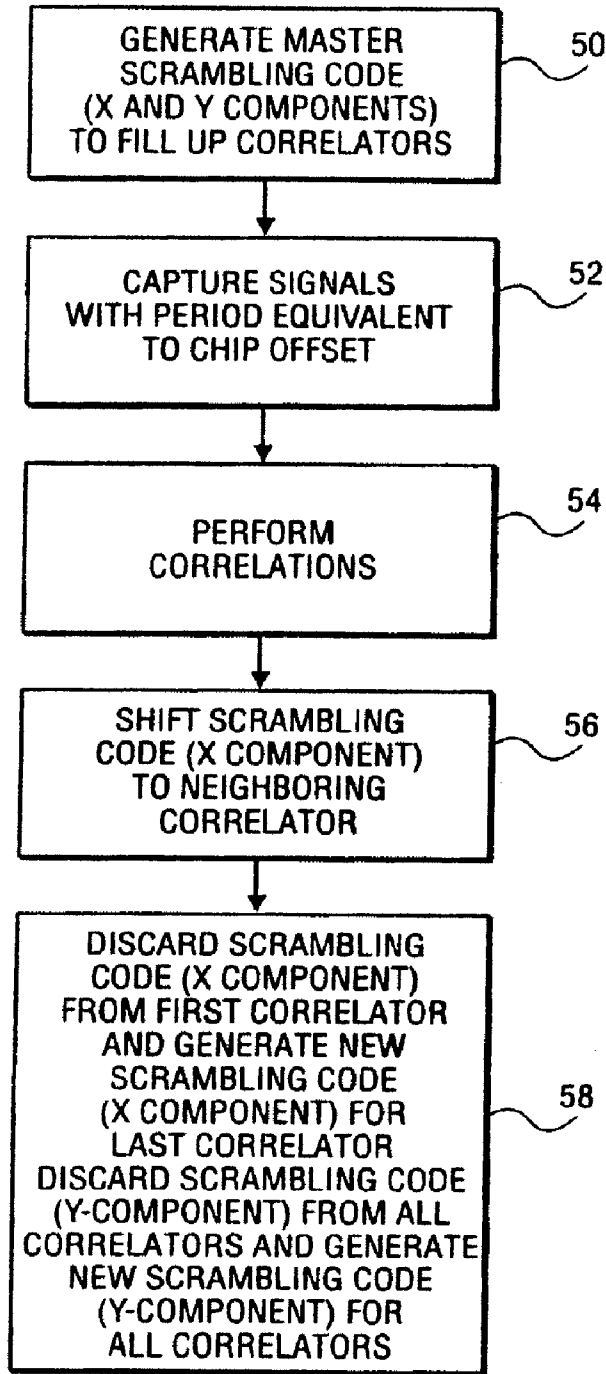 GENERATE MASTER
SCRAMBLING CODE
(X AND Y COMPONENTS)
TO FILL UP CORRELATORS
50
CAPTURE SIGNALS
WITH PERIOD EQUIVALENT
TO CHIP OFFSET
52
PERFORM
CORRELATIONS
54
SHIFT SCRAMBLING
CODE (X COMPONENT)
TO NEIGHBORING
CORRELATOR
56
DISCARD SCRAMBLING
CODE (X COMPONENT)
FROM FIRST CORRELATOR
AND GENERATE NEW
SCRAMBLING CODE
(X COMPONENT) FOR
LAST CORRELATOR
DISCARD SCRAMBLING CODE
(Y-COMPONENT) FROM ALL
CORRELATORS AND GENERATE
NEW SCRAMBLING CODE
(Y-COMPONENT) FOR
ALL CORRELATORS
58